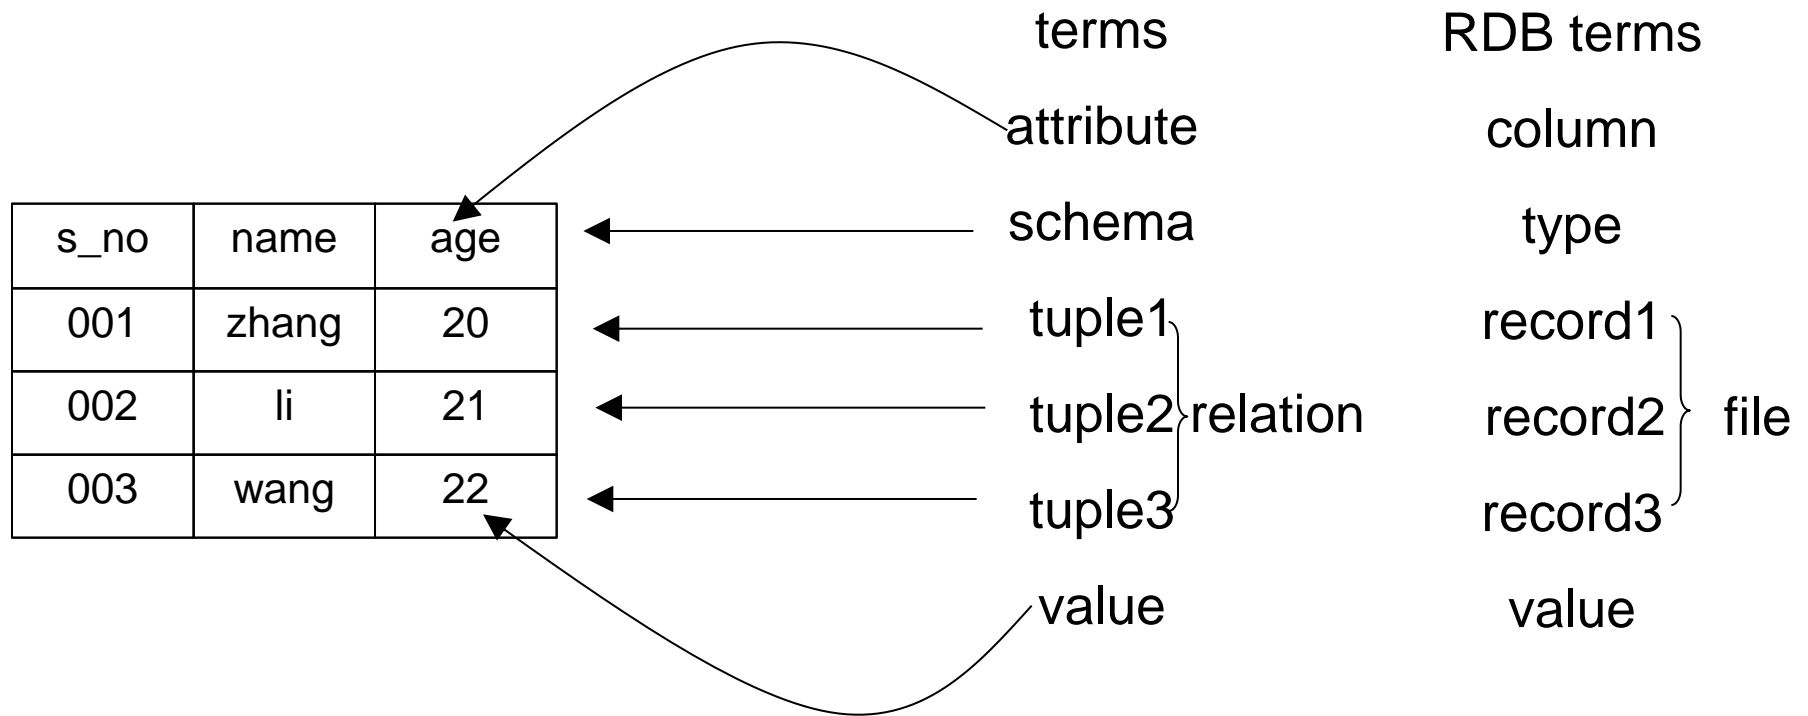 terms RDB terms
attribute column
schema type
s_no name age
tuple1 record1
001 zhang 20
tuple2 relation record2 file
002 li 21
tuple3 record3
003 wang 22
value value